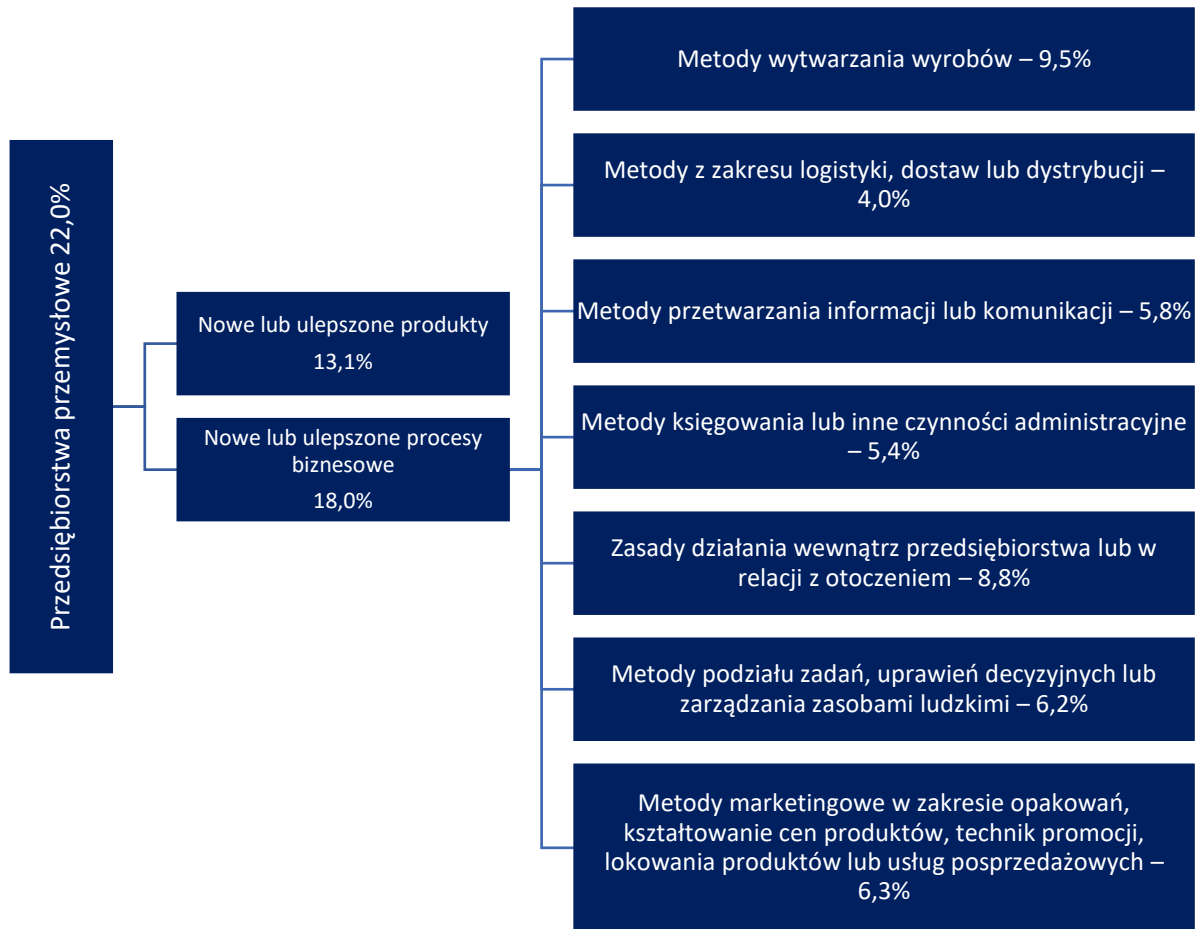 Przedsiębiorstwa przemysłowe 22,0%
Nowe lub ulepszone produkty
13,1%
Nowe lub ulepszone procesy
biznesowe
18,0%
Metody wytwarzania wyrobów – 9,5%
Metody z zakresu logistyki, dostaw lub dystrybucji –
4,0%
Metody przetwarzania informacji lub komunikacji – 5,8%
Metody księgowania lub inne czynności administracyjne
– 5,4%
Zasady działania wewnątrz przedsiębiorstwa lub w
relacji z otoczeniem – 8,8%
Metody podziału zadań, uprawień decyzyjnych lub
zarządzania zasobami ludzkimi – 6,2%
Metody marketingowe w zakresie opakowań,
kształtowanie cen produktów, technik promocji,
lokowania produktów lub usług posprzedażowych –
6,3%